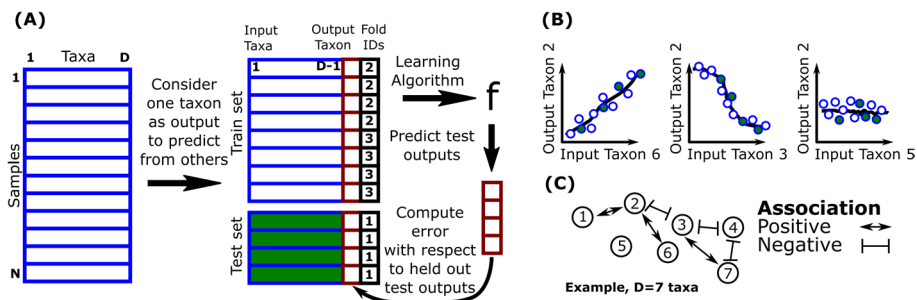 (A)
1 Taxa D
1
Samples
N
Consider
one taxon
as output
to predict
from others
Input
Taxa
Output
Taxon
Fold
IDs
1
D-1
Train set
2
2
2
2
3
3
3
3
Test set
1
1
1
1
Learning
Algorithm
f
Predict test
outputs
Compute
error
with respect
to held out
test outputs
(B)
Output Taxon 2
Input Taxon 6
Output Taxon 2
Input Taxon 3
Output Taxon 2
Input Taxon 5
(C)
1
2
3
4
5
6
7
Association
Positive
Negative
Example, D=7 taxa